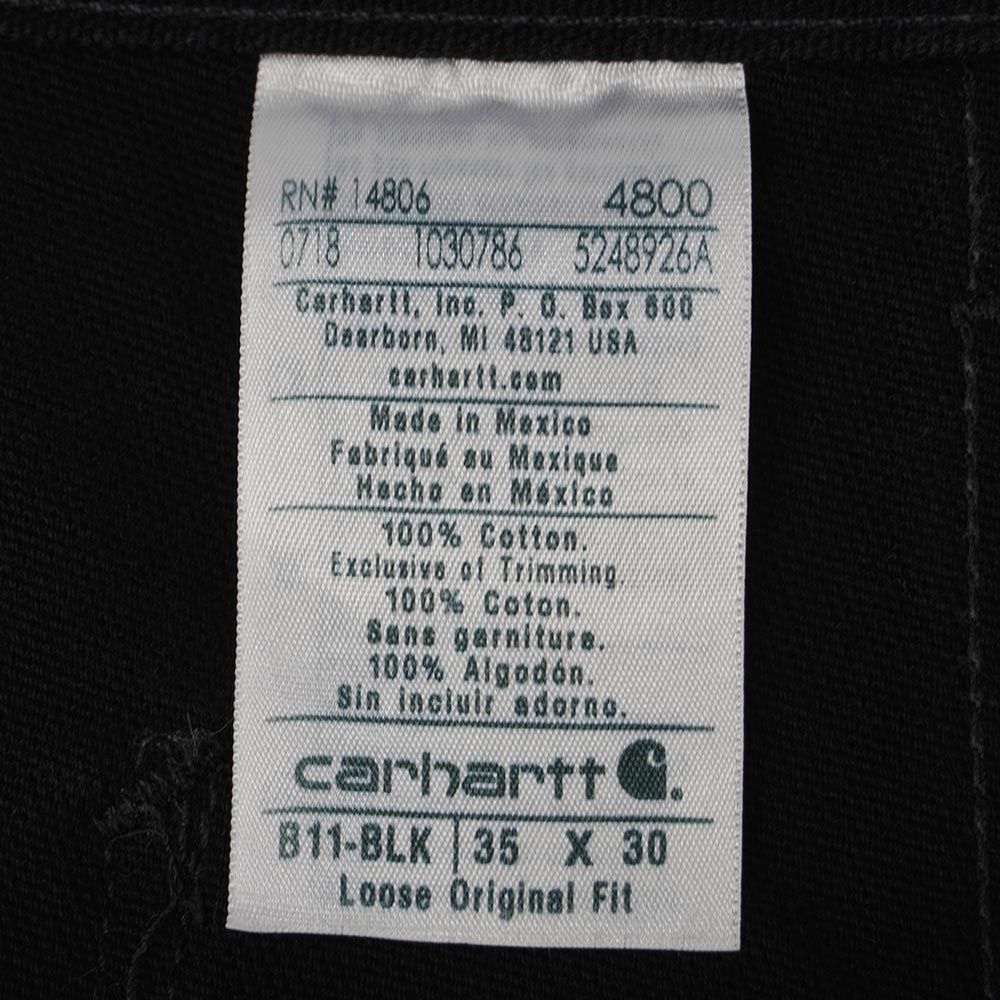 RN# 14806 4800
0718 1030786 5248926A
Carhartt, Inc. P. O. Box 600
Dearborn, MI 48121 USA
carhartt.com
Made in Mexico
Fabriqué au Mexique
Hecho en México
100% Cotton.
Exclusive of Trimming.
100% Coton.
Sans garniture.
100% Algodón.
Sin incluir adorno.
carhartt
B11-BLK 35 X 30
Loose Original Fit